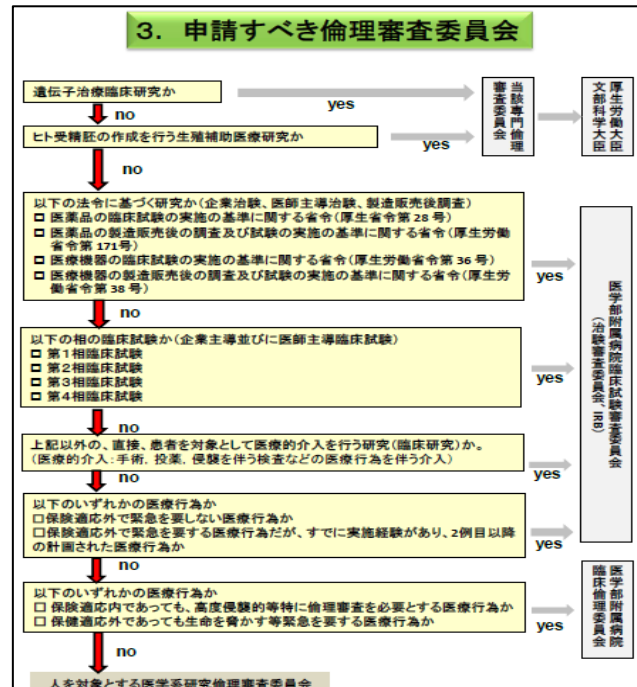 3. 申請すべき倫理審査委員会
遺伝子治療臨床研究か
yes
no
当該専門倫理
審査委員会
厚生労働大臣
文部科学大臣
ヒト受精胚の作成を行う生殖補助医療研究か
yes
no
以下の法令に基づく研究か(企業治験、医師主導治験、製造販売後調査)
□ 医薬品の臨床試験の実施の基準に関する省令(厚生省令第28号)
□ 医薬品の製造販売後の調査及び試験の実施の基準に関する省令(厚生労働
省令第171号)
□ 医療機器の臨床試験の実施の基準に関する省令(厚生労働省令第36号)
□ 医療機器の製造販売後の調査及び試験の実施の基準に関する省令(厚生労
働省令第38号)
yes
no
医学部附属病院臨床試験審査委員会
(治験審査委員会、IRB)
以下の相の臨床試験か(企業主導並びに医師主導臨床試験)
□ 第1相臨床試験
□ 第2相臨床試験
□ 第3相臨床試験
□ 第4相臨床試験
yes
no
上記以外の、直接、患者を対象として医療的介入を行う研究(臨床研究)か。
(医療的介入:手術，投薬，侵襲を伴う検査などの医療行為を伴う介入)
yes
no
以下のいずれかの医療行為か
□保険適応外で緊急を要しない医療行為か
□保険適応外で緊急を要する医療行為だが、すでに実施経験があり、2例目以降
の計画された医療行為か
yes
no
以下のいずれかの医療行為か
□ 保険適応内であっても、高度侵襲的等特に倫理審査を必要とする医療行為か
□ 保健適応外であっても生命を脅かす等緊急を要する医療行為か
yes
no
医学部附属病院
臨床倫理委員会
人を対象とする医学系研究倫理審査委員会